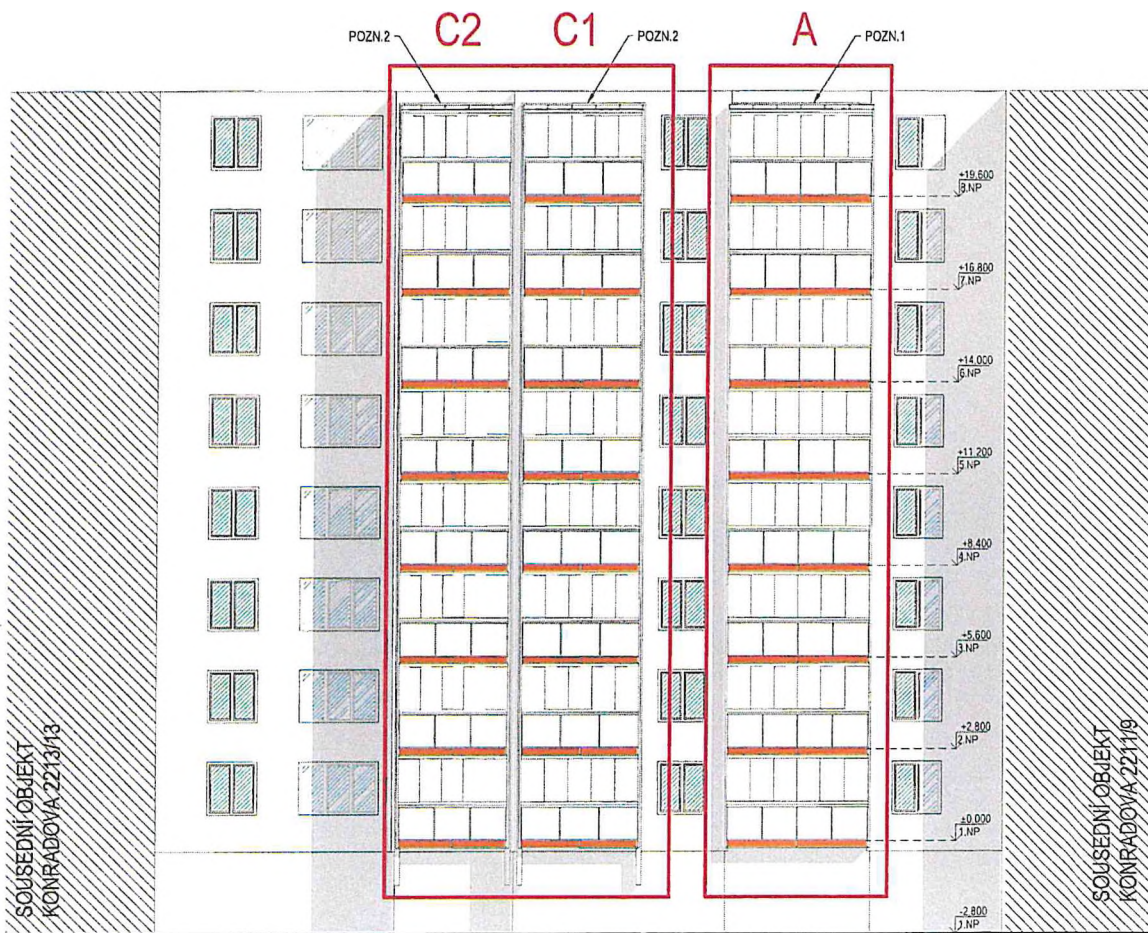 C2
C1
A
POZN.2
POZN.2
POZN.1
+19.600
8.NP
+16.800
7.NP
+14.000
6.NP
+11.200
5.NP
+8.400
4.NP
+5.600
3.NP
+2.800
2.NP
±0.000
1.NP
-2.800
1.NP
SOUSEDNÍ OBJEKT
KONRADOVA 2213/13
SOUSEDNÍ OBJEKT
KONRADOVA 2211/9